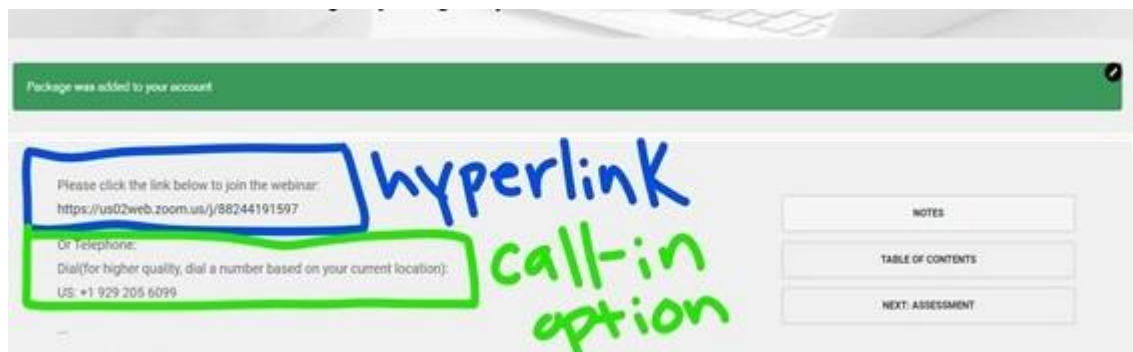 Package was added to your account
Please click the link below to join the webinar:
https://us02web.zoom.us/j/88244191597
hyperlink
Or Telephone:
Dial(for higher quality, dial a number based on your current location):
US: +1 929 205 6099
...
call-in
option
NOTES
TABLE OF CONTENTS
NEXT: ASSESSMENT